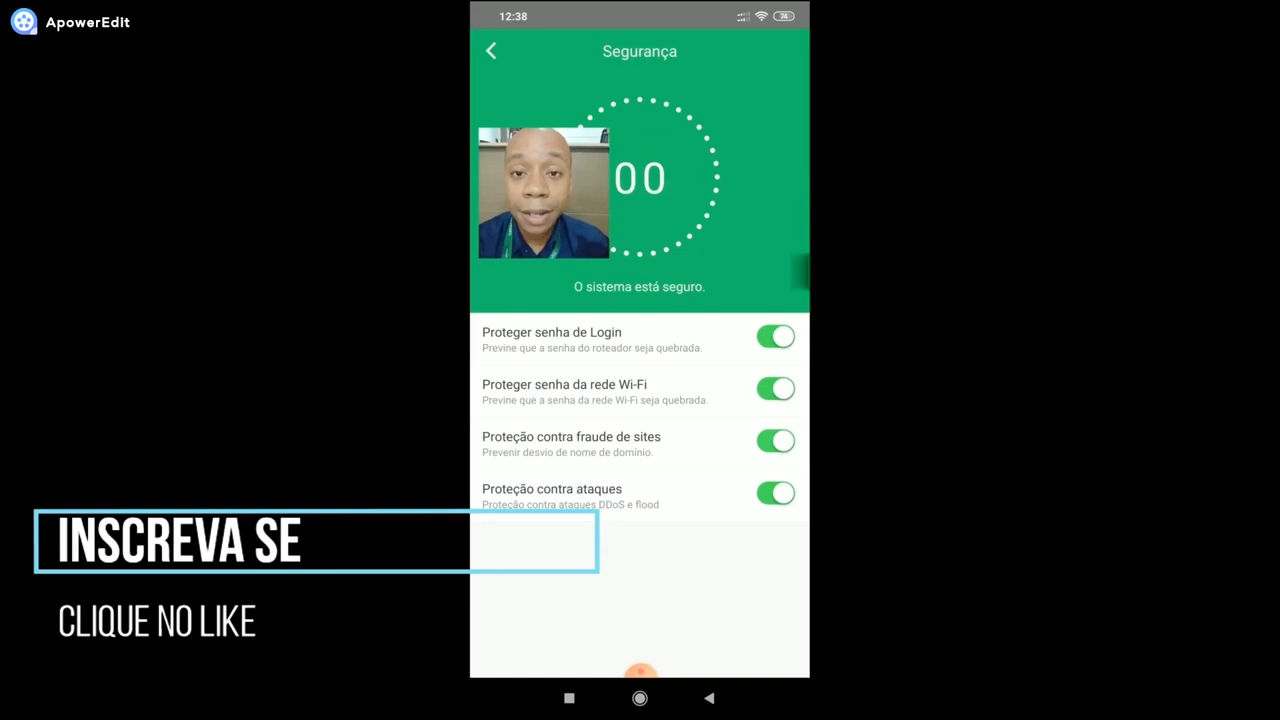 ApowerEdit
12:38
74
Segurança
00
O sistema está seguro.
Proteger senha de Login
Previne que a senha do roteador seja quebrada.
Proteger senha da rede Wi-Fi
Previne que a senha da rede Wi-Fi seja quebrada.
Proteção contra fraude de sites
Prevenir desvio de nome de domínio.
Proteção contra ataques
Proteção contra ataques DDoS e flood
INSCREVA SE
CLIQUE NO LIKE